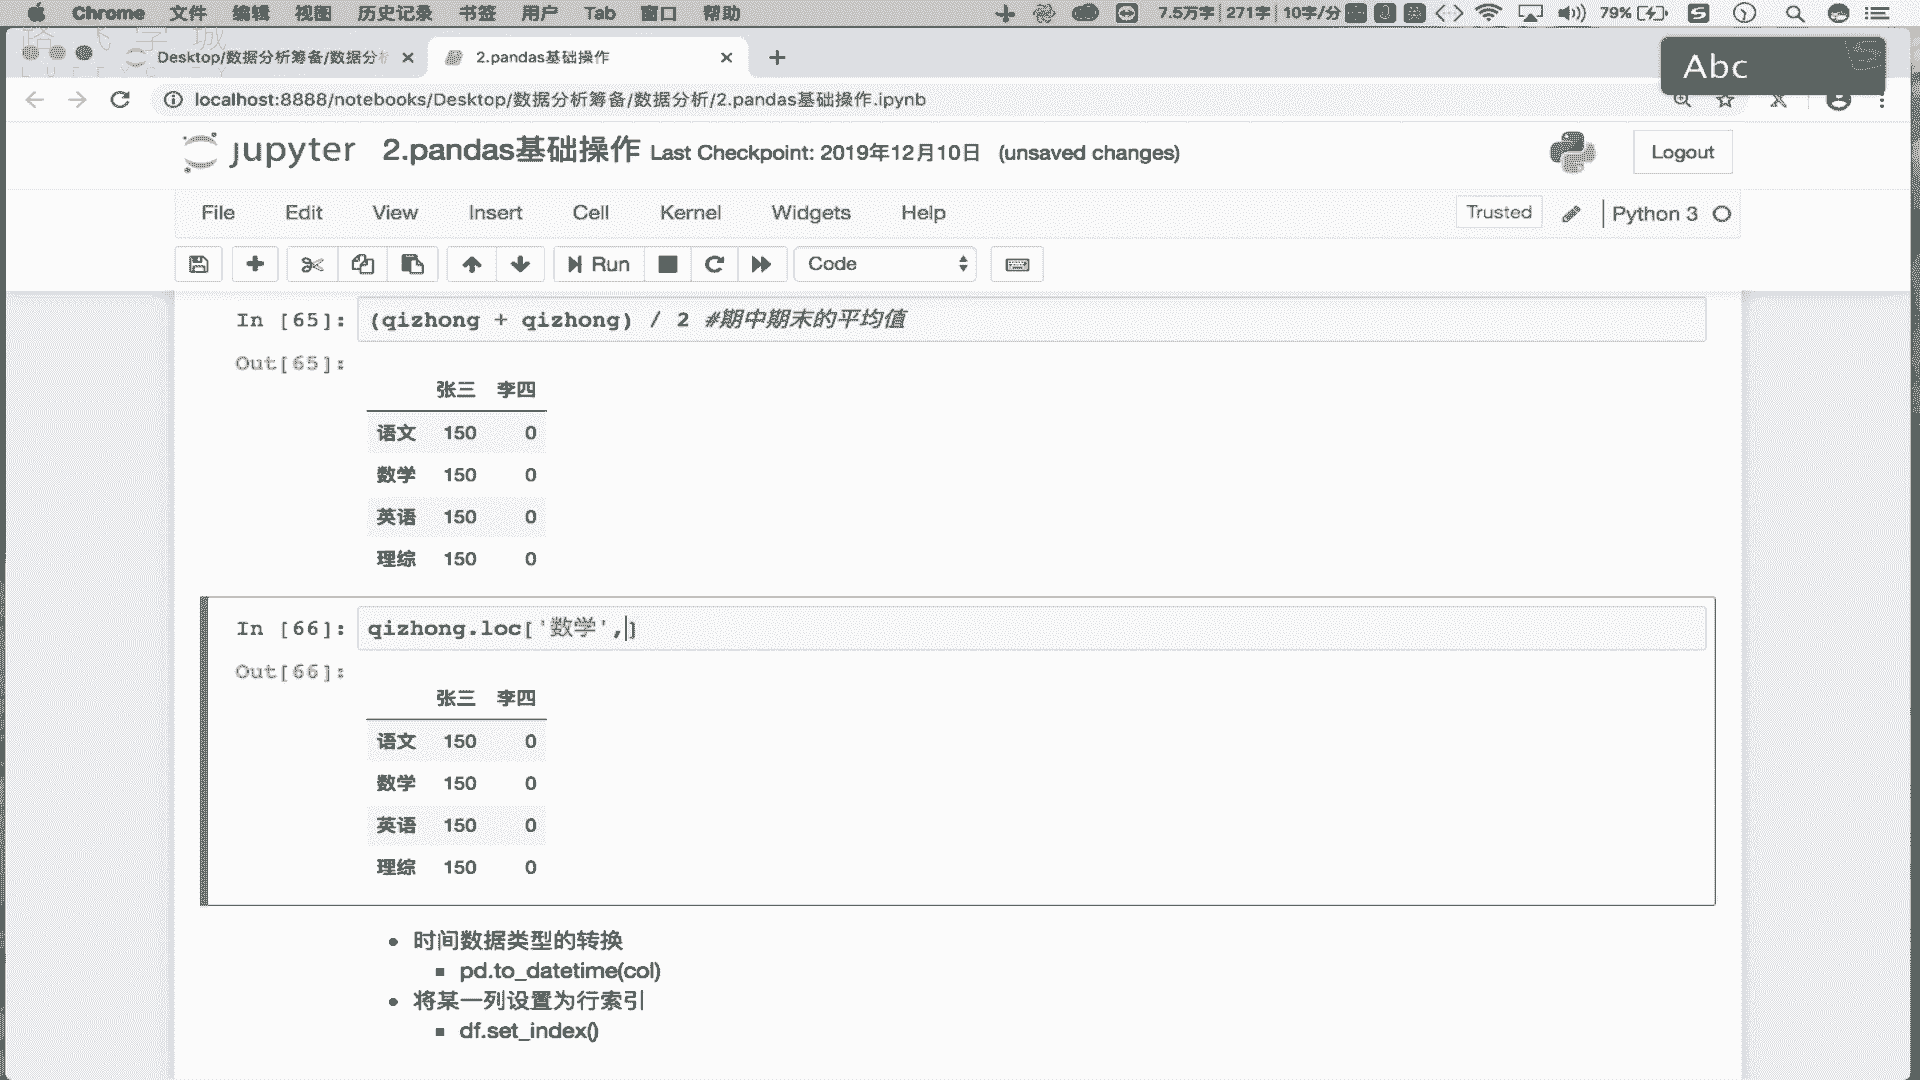 Chrome 文件 编辑 视图 历史记录 书签 用户 Tab 窗口 帮助 7.5万字 271字 10字/分 79%
Desktop/数据分析筹备/数据分析
2.pandas基础操作
Abc
localhost:8888/notebooks/Desktop/数据分析筹备/数据分析/2.pandas基础操作.ipynb
jupyter 2.pandas基础操作 Last Checkpoint: 2019年12月10日 (unsaved changes)
Logout
File Edit View Insert Cell Kernel Widgets Help
Trusted Python 3
Run Code
In [65]: (qizhong + qizhong) / 2 #期中期末的平均值
Out[65]:
张三 李四
语文 150 0
数学 150 0
英语 150 0
理综 150 0
In [66]: qizhong.loc['数学',]
Out[66]:
张三 李四
语文 150 0
数学 150 0
英语 150 0
理综 150 0
时间数据类型的转换
pd.to_datetime(col)
将某一列设置为行索引
df.set_index()